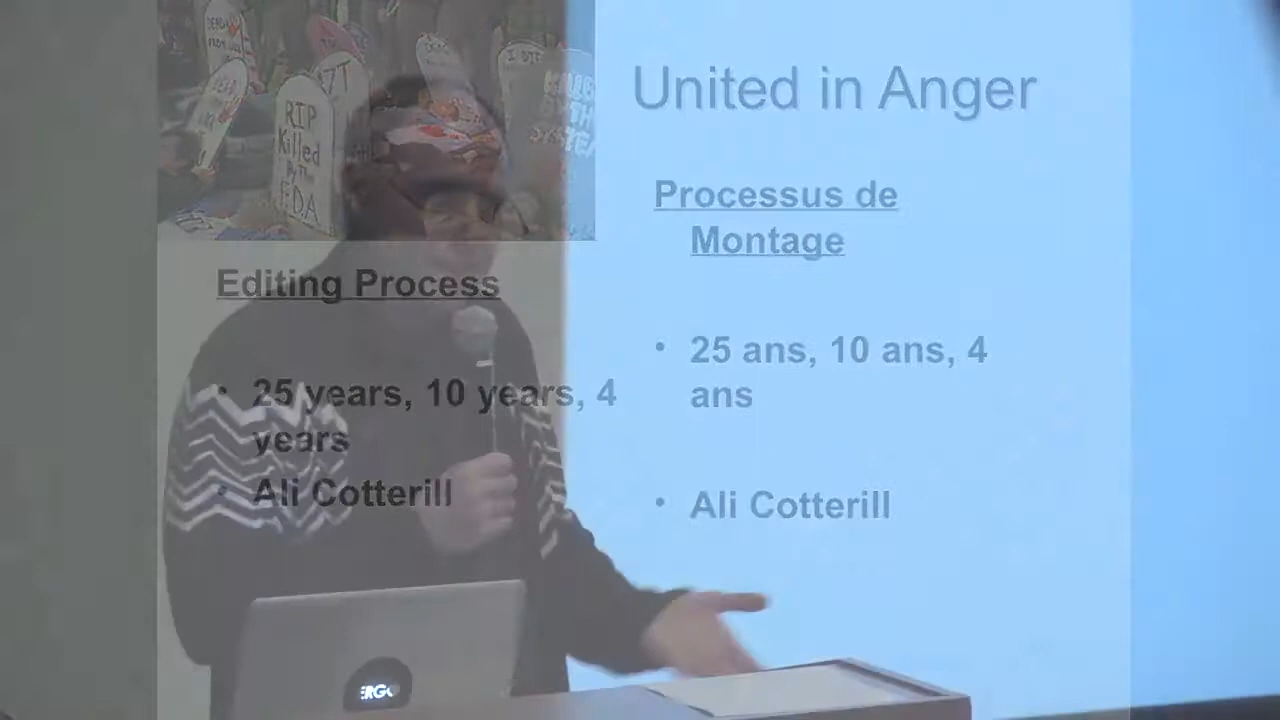 United in Anger
RIP
Killed
By The
FDA
Editing Process
25 years, 10 years, 4
years
Ali Cotterill
Processus de
Montage
25 ans, 10 ans, 4
ans
Ali Cotterill